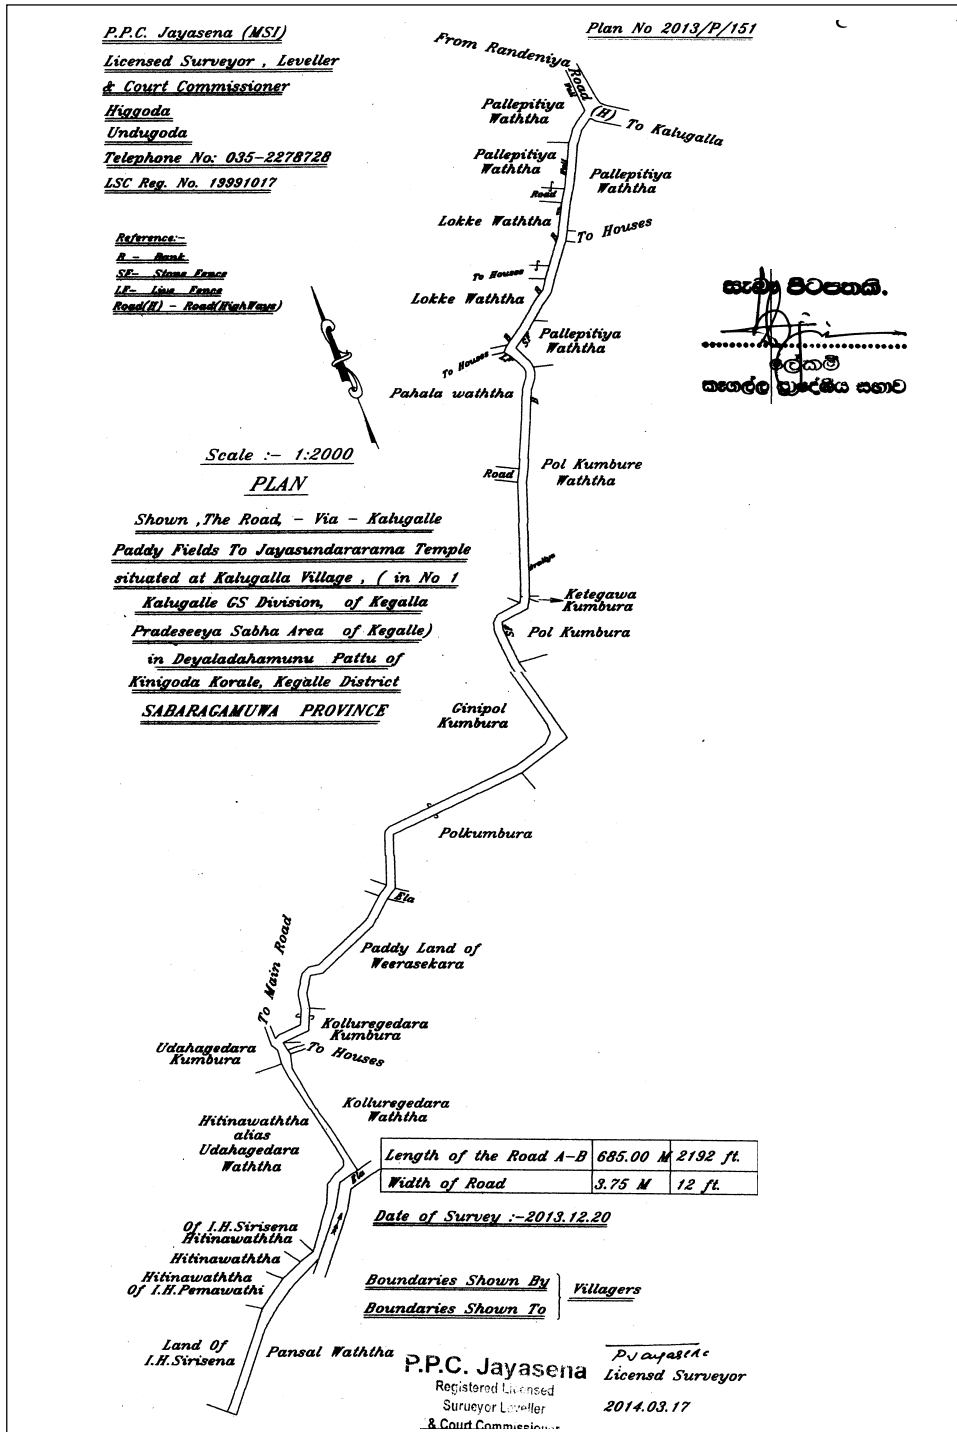 P.P.C. Jayasena (MSI)
Licensed Surveyor , Leveller
& Court Commissioner
Higgoda
Undugoda
Telephone No: 035-2278728
LSC Reg. No. 19991017
Plan No 2013/P/151
Reference:-
B - Bank
SF- Stone Fence
LF- Live Fence
Road(H) - Road(HighWays)
Scale :- 1:2000
PLAN
Shown ,The Road, - Via - Kalugalle
Paddy Fields To Jayasundararama Temple
situated at Kalugalla Village , ( in No 1
Kalugalle GS Division, of Kegalla
Pradeseeya Sabha Area of Kegalle)
in Deyaladahamunu Pattu of
Kinigoda Korale, Kegalle District
SABARAGAMUWA PROVINCE
From Randeniya
Road
(H)
To Kalugalla
Pallepitiya
Waththa
Pallepitiya
Waththa
Pallepitiya
Waththa
Road
Lokke Waththa
To Houses
To Houses
Lokke Waththa
B
SF
Pallepitiya
Waththa
To Houses
Pahala waththa
Road
Pol Kumbure
Waththa
Ketegawa
Kumbura
Pol Kumbura
Ginipol
Kumbura
Polkumbura
Ela
Paddy Land of
Weerasekara
To Main Road
Kolluregedara
Kumbura
To Houses
Udahagedara
Kumbura
Kolluregedara
Waththa
Hitinawaththa
alias
Udahagedara
Waththa
Ela
Length of the Road A-B 685.00 M 2192 ft.
Width of Road 3.75 M 12 ft.
Date of Survey :-2013.12.20
Of I.H.Sirisena
Hitinawaththa
Hitinawaththa
Hitinawaththa
Of I.H.Pemawathi
Boundaries Shown By
Boundaries Shown To
Villagers
Land Of
I.H.Sirisena
Pansal Waththa
P.P.C. Jayasena
Registered Licensed
Surueyor Leveller
& Court Commissioner
Licensd Surveyor
2014.03.17
සැබෑ පිටපතයි.
ලේකම්
කෑගල්ල ප්‍රාදේශීය සභාව